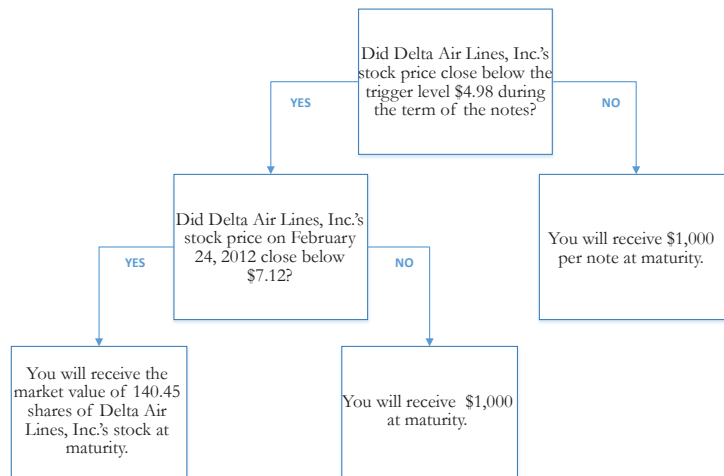 Did Delta Air Lines, Inc.'s
stock price close below the
trigger level $4.98 during
the term of the notes?
YES
NO
Did Delta Air Lines, Inc.'s
stock price on February
24, 2012 close below
$7.12?
You will receive $1,000
per note at maturity.
YES
NO
You will receive the
market value of 140.45
shares of Delta Air
Lines, Inc.'s stock at
maturity.
You will receive $1,000
at maturity.